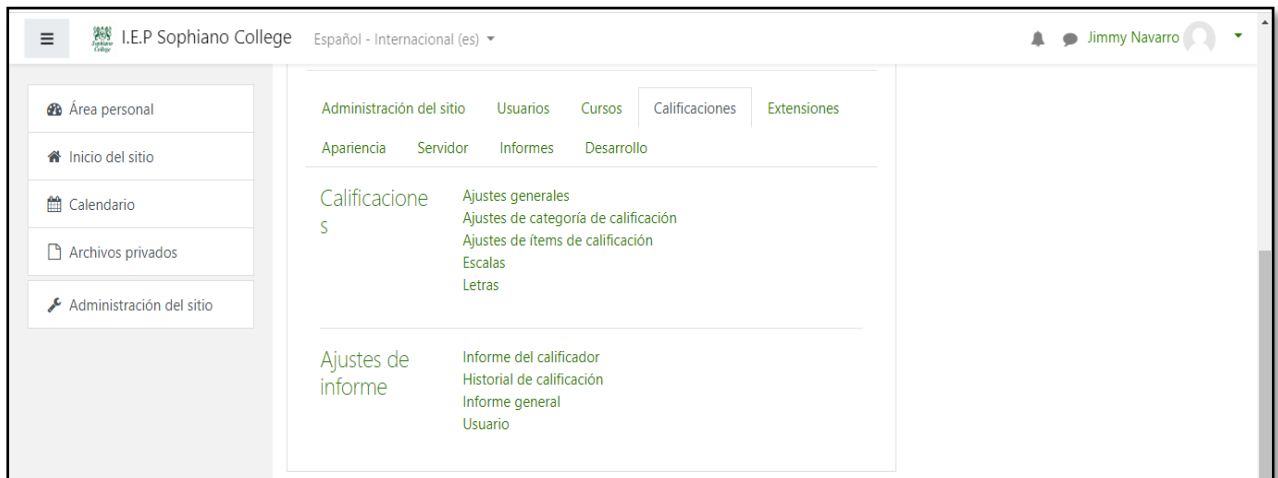 I.E.P Sophiano College Español - Internacional (es) Jimmy Navarro
Sophiano
College
Área personal
Inicio del sitio
Calendario
Archivos privados
Administración del sitio
Administración del sitio Usuarios Cursos Calificaciones Extensiones
Apariencia Servidor Informes Desarrollo
Calificacione
s
Ajustes generales
Ajustes de categoría de calificación
Ajustes de ítems de calificación
Escalas
Letras
Ajustes de
informe
Informe del calificador
Historial de calificación
Informe general
Usuario